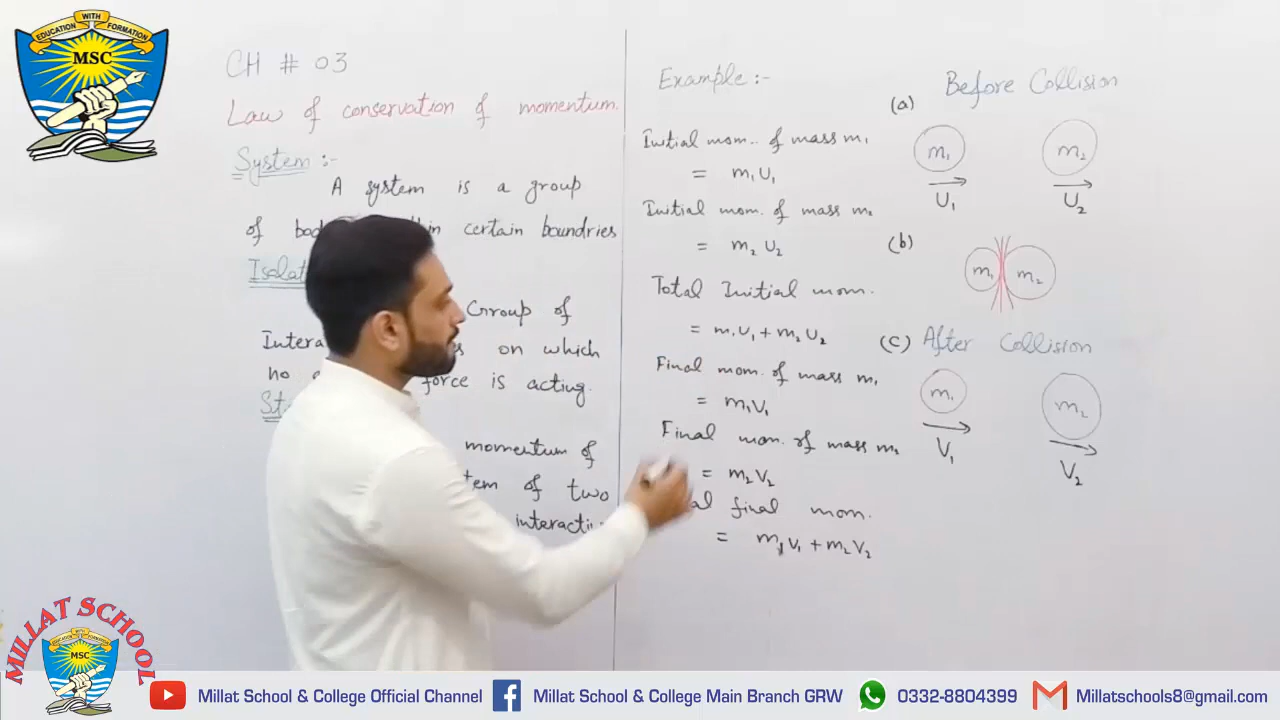 EDUCATION WITH FORMATION
MSC
CH # 03
Law of conservation of momentum.
System :-
A system is a group
of certain boundries
Group of
on which
no force is acting.
momentum of
of two
Example :-
Initial mom.. of mass m₁
= m₁U₁
Initial mom. of mass m₂
= m₂ U₂
Total Initial mom.
= m₁U₁ + m₂ U₂
Final mom. of mass m₁
= m₁V₁
Final mom. of mass m₂
= m₂V₂
final mom.
= m₁V₁ + m₂V₂
(a) Before Collision
m₁ m₂
U₁ U₂
(b)
m₁ m₂
(c) After Collision
m₁ m₂
V₁ V₂
MILLAT SCHOOL
EDUCATION WITH FORMATION
MSC
Millat School & College Official Channel Millat School & College Main Branch GRW 0332-8804399 Millatschools8@gmail.com